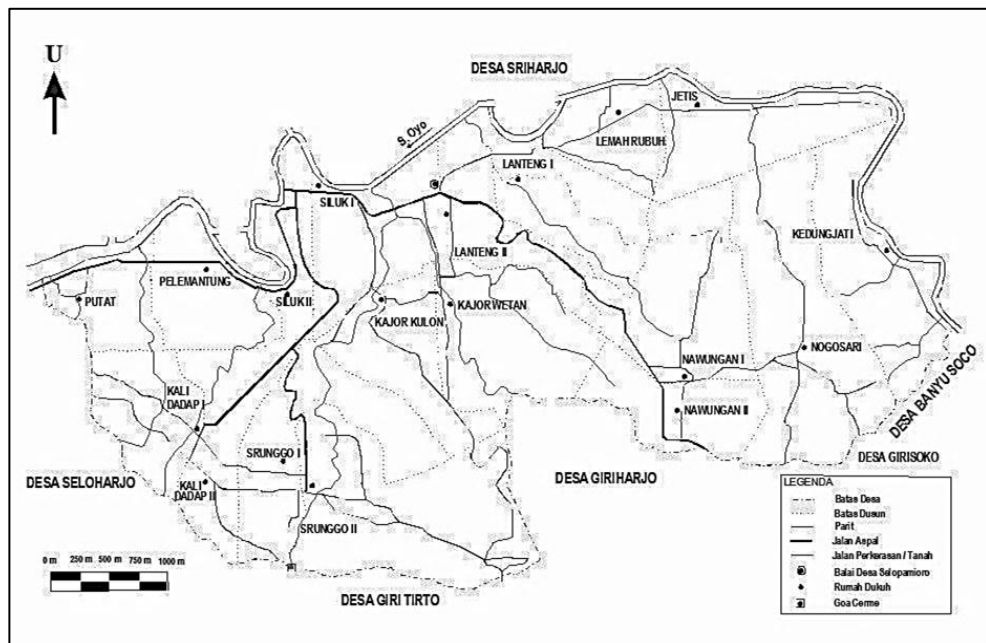 U
DESA SRIHARJO
JETIS
S. Oyo
LEMAH RUBUH
LANTENG I
SILUK I
KEDUNGJATI
LANTENG II
PELEMANTUNG
SILUK II
PUTAT
KAJOR WETAN
KAJOR KULON
NOGOSARI
NAWUNGAN I
KALI
DADAP I
NAWUNGAN II
DESA BANYU SOCO
SRUNGGO I
DESA GIRISOKO
DESA SELOHARJO
DESA GIRIHARJO
KALI
DADAP II
SRUNGGO II
DESA GIRI TIRTO
0 m 250 m 500 m 750 m 1000 m
LEGENDA
Batas Desa
Batas Dusun
Parit
Jalan Aspal
Jalan Perkerasan / Tanah
Balai Desa Selopamioro
Rumah Dukuh
Goa Cerme